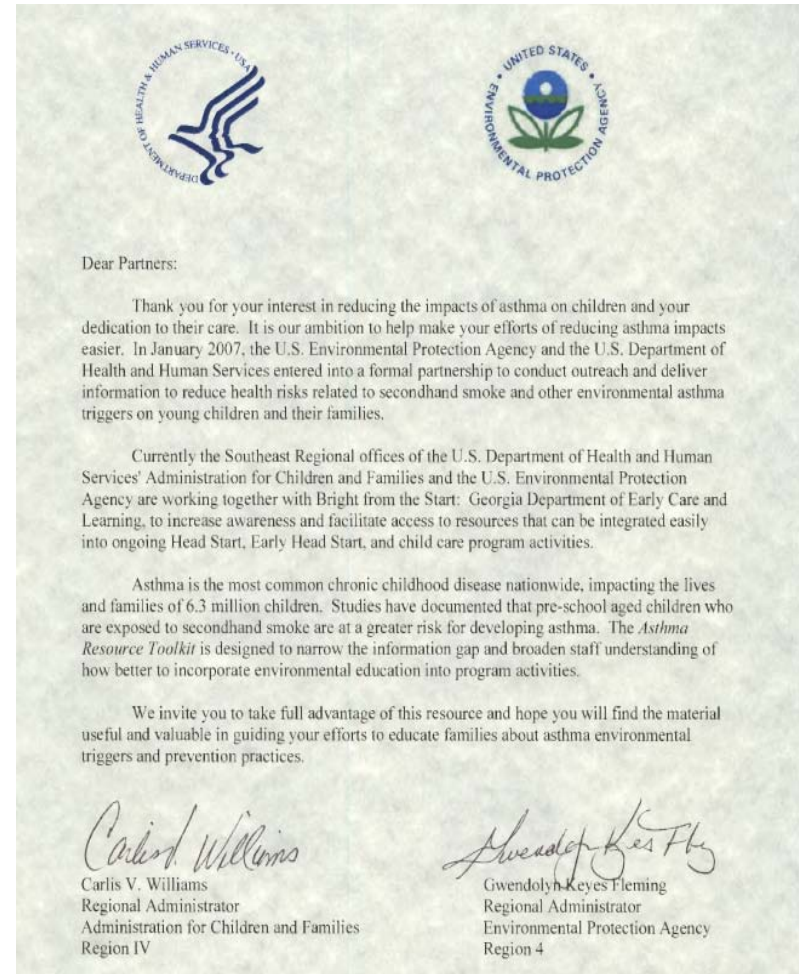 DEPARTMENT OF HEALTH & HUMAN SERVICES · USA
UNITED STATES
ENVIRONMENTAL PROTECTION AGENCY
Dear Partners:
Thank you for your interest in reducing the impacts of asthma on children and your
dedication to their care. It is our ambition to help make your efforts of reducing asthma impacts
easier. In January 2007, the U.S. Environmental Protection Agency and the U.S. Department of
Health and Human Services entered into a formal partnership to conduct outreach and deliver
information to reduce health risks related to secondhand smoke and other environmental asthma
triggers on young children and their families.
Currently the Southeast Regional offices of the U.S. Department of Health and Human
Services' Administration for Children and Families and the U.S. Environmental Protection
Agency are working together with Bright from the Start: Georgia Department of Early Care and
Learning, to increase awareness and facilitate access to resources that can be integrated easily
into ongoing Head Start, Early Head Start, and child care program activities.
Asthma is the most common chronic childhood disease nationwide, impacting the lives
and families of 6.3 million children. Studies have documented that pre-school aged children who
are exposed to secondhand smoke are at a greater risk for developing asthma. The Asthma
Resource Toolkit is designed to narrow the information gap and broaden staff understanding of
how better to incorporate environmental education into program activities.
We invite you to take full advantage of this resource and hope you will find the material
useful and valuable in guiding your efforts to educate families about asthma environmental
triggers and prevention practices.
Carlis V. Williams
Carlis V. Williams
Regional Administrator
Administration for Children and Families
Region IV
Gwendolyn Keyes Fleming
Regional Administrator
Environmental Protection Agency
Region 4